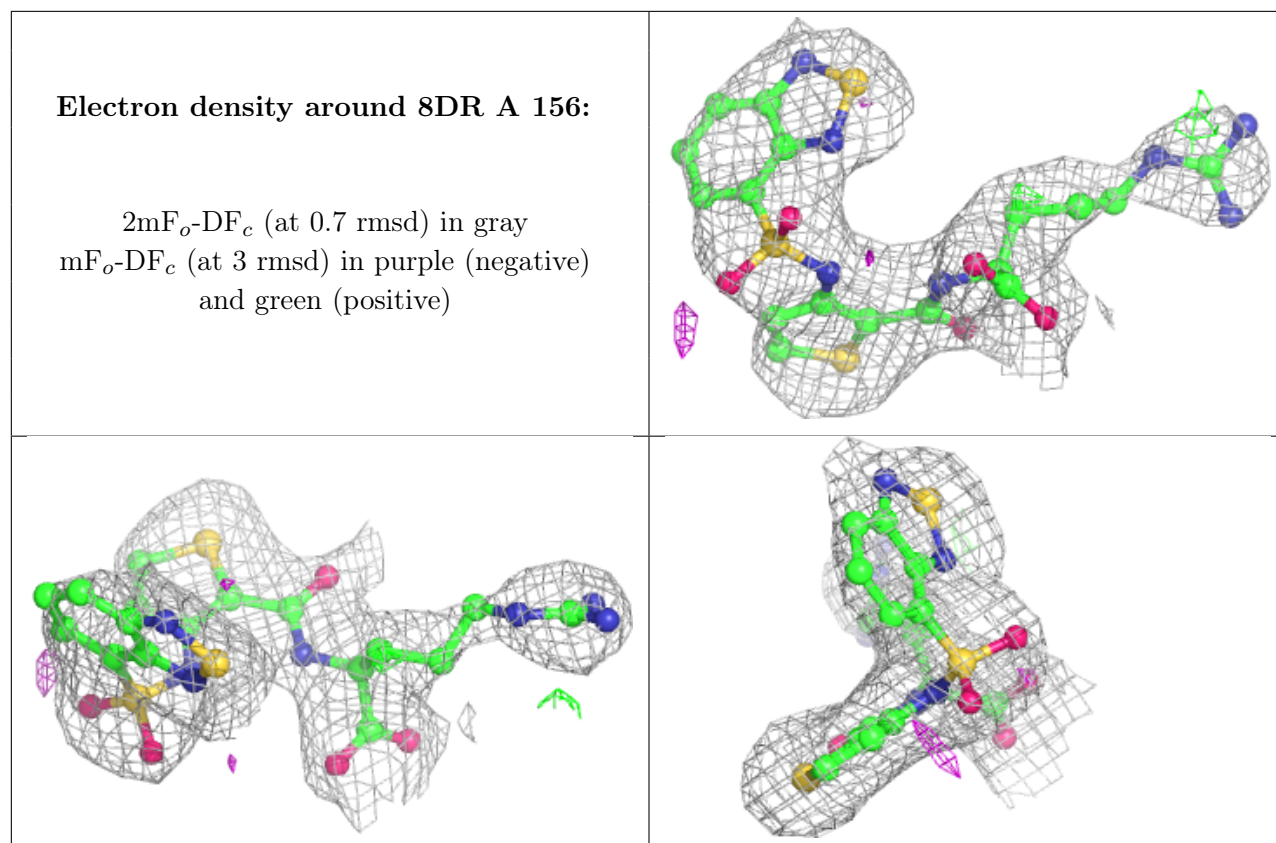 Electron density around 8DR A 156:
2mFo-DFc (at 0.7 rmsd) in gray
mFo-DFc (at 3 rmsd) in purple (negative)
and green (positive)